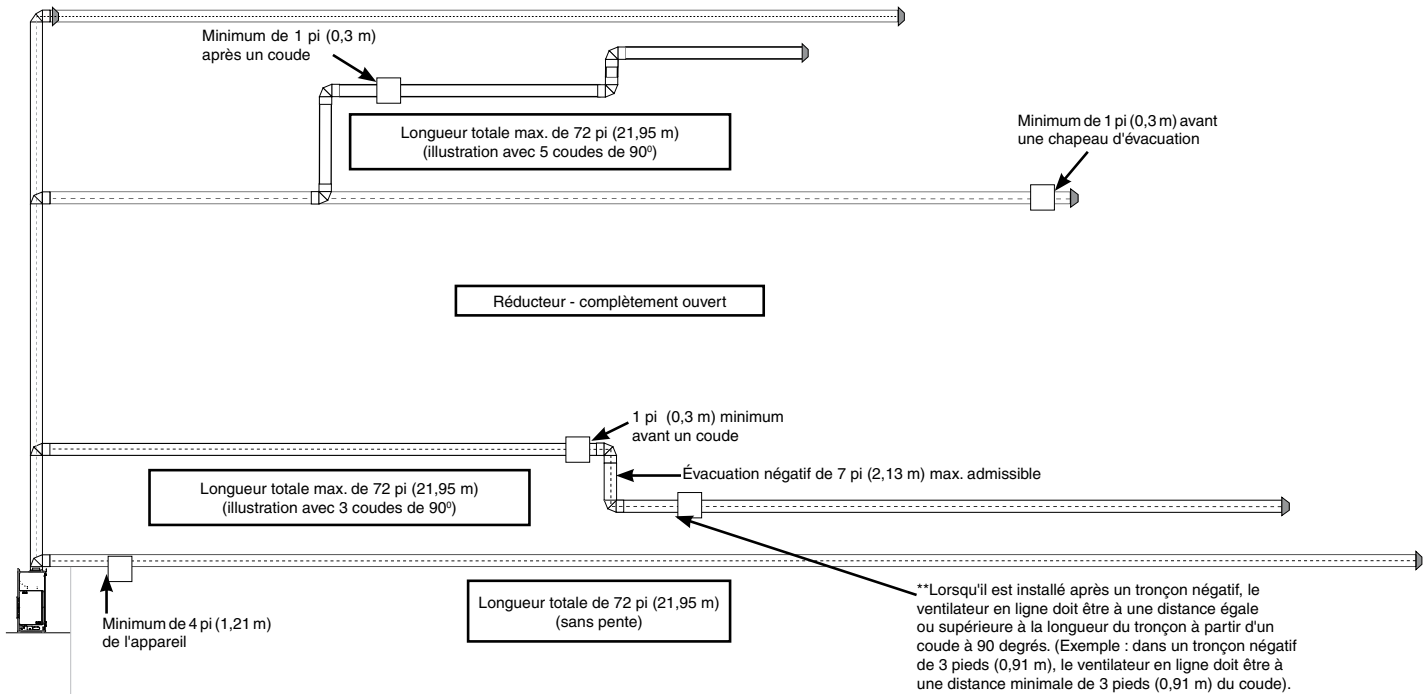 Minimum de 1 pi (0,3 m)
après un coude
Longueur totale max. de 72 pi (21,95 m)
(illustration avec 5 coudes de 90⁰)
Minimum de 1 pi (0,3 m) avant
une chapeau d'évacuation
Réducteur - complètement ouvert
1 pi (0,3 m) minimum
avant un coude
Évacuation négatif de 7 pi (2,13 m) max. admissible
Longueur totale max. de 72 pi (21,95 m)
(illustration avec 3 coudes de 90⁰)
Minimum de 4 pi (1,21 m)
de l'appareil
Longueur totale de 72 pi (21,95 m)
(sans pente)
**Lorsqu'il est installé après un tronçon négatif, le
ventilateur en ligne doit être à une distance égale
ou supérieure à la longueur du tronçon à partir d'un
coude à 90 degrés. (Exemple : dans un tronçon négatif
de 3 pieds (0,91 m), le ventilateur en ligne doit être à
une distance minimale de 3 pieds (0,91 m) du coude).